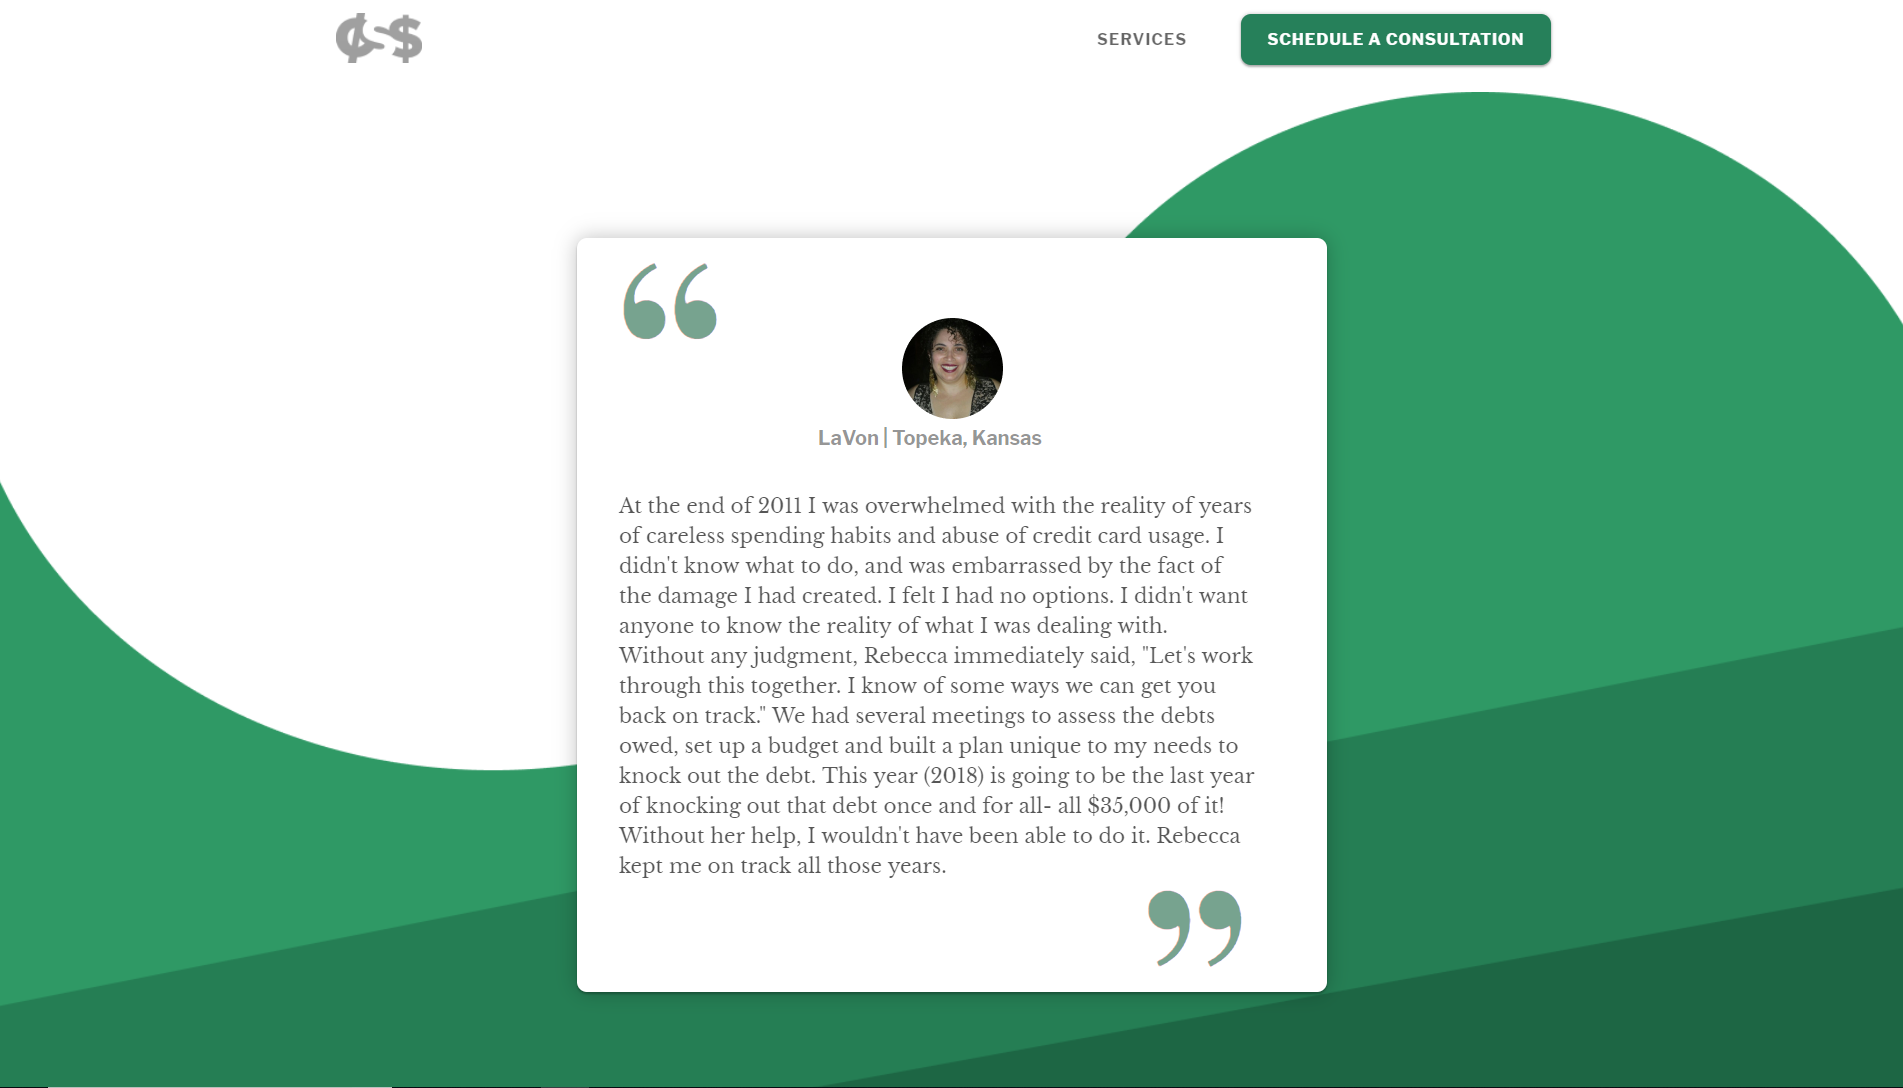 SERVICES
SCHEDULE A CONSULTATION
“
LaVon | Topeka, Kansas
At the end of 2011 I was overwhelmed with the reality of years
of careless spending habits and abuse of credit card usage. I
didn't know what to do, and was embarrassed by the fact of
the damage I had created. I felt I had no options. I didn't want
anyone to know the reality of what I was dealing with.
Without any judgment, Rebecca immediately said, "Let's work
through this together. I know of some ways we can get you
back on track." We had several meetings to assess the debts
owed, set up a budget and built a plan unique to my needs to
knock out the debt. This year (2018) is going to be the last year
of knocking out that debt once and for all- all $35,000 of it!
Without her help, I wouldn't have been able to do it. Rebecca
kept me on track all those years.
”